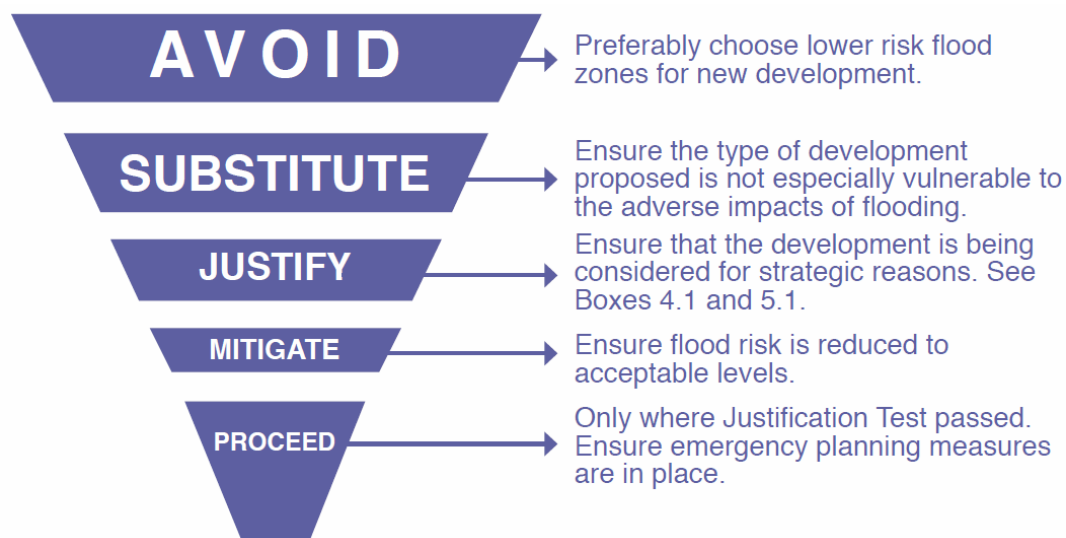 AVOID
Preferably choose lower risk flood
zones for new development.
SUBSTITUTE
Ensure the type of development
proposed is not especially vulnerable to
the adverse impacts of flooding.
JUSTIFY
Ensure that the development is being
considered for strategic reasons. See
Boxes 4.1 and 5.1.
MITIGATE
Ensure flood risk is reduced to
acceptable levels.
PROCEED
Only where Justification Test passed.
Ensure emergency planning measures
are in place.